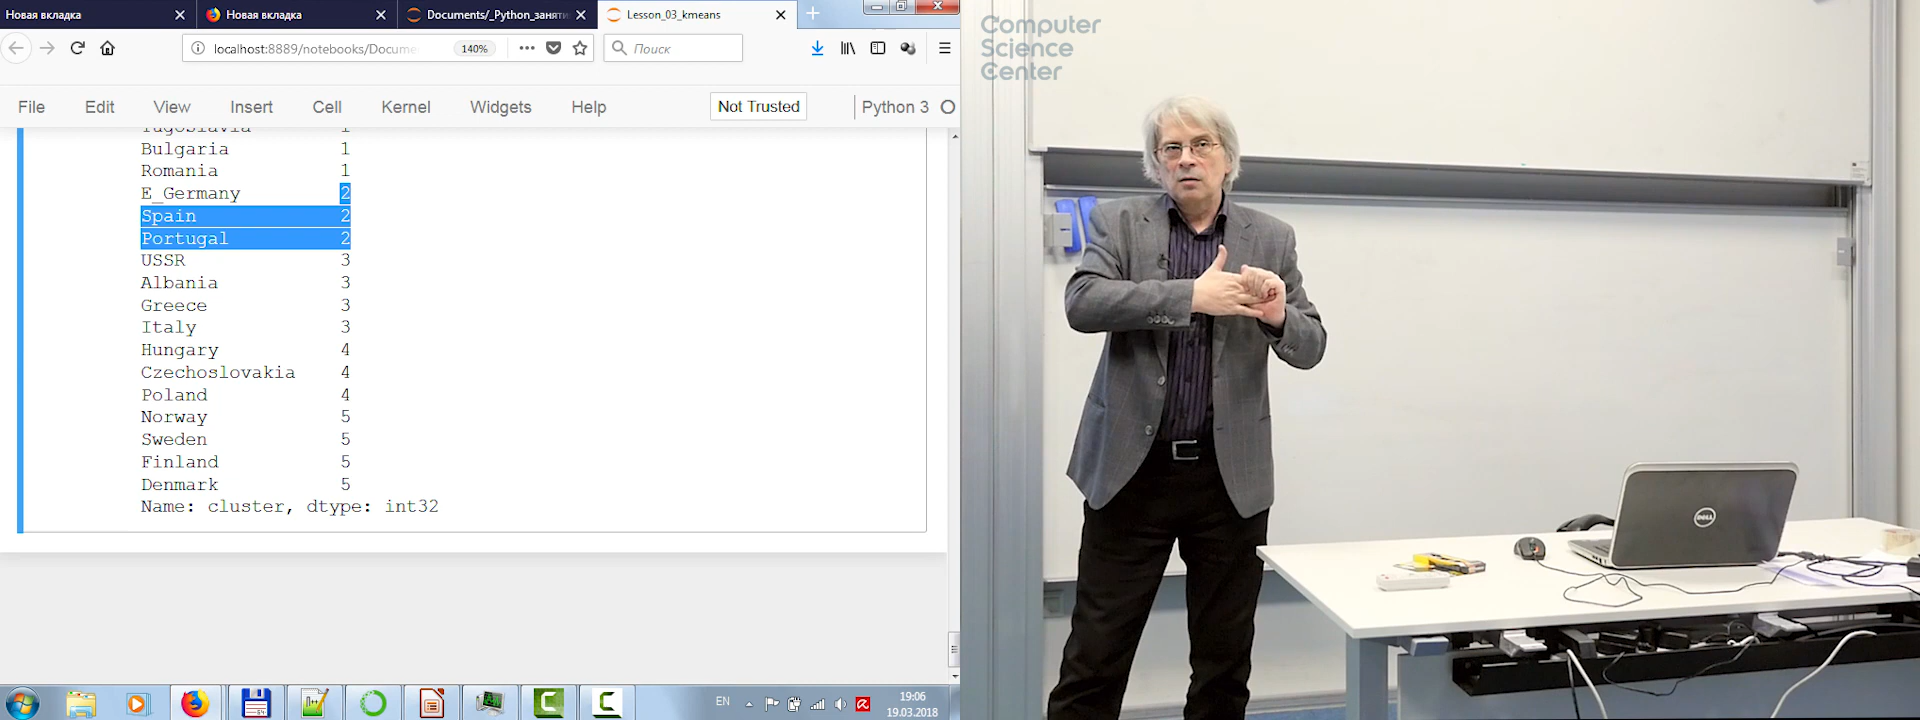 Новая вкладка
Новая вкладка
Documents/_Python_заняти
Lesson_03_kmeans
localhost:8889/notebooks/Docume
140%
Поиск
File Edit View Insert Cell Kernel Widgets Help Not Trusted Python 3
Yugoslavia 1
Bulgaria 1
Romania 1
E_Germany 2
Spain 2
Portugal 2
USSR 3
Albania 3
Greece 3
Italy 3
Hungary 4
Czechoslovakia 4
Poland 4
Norway 5
Sweden 5
Finland 5
Denmark 5
Name: cluster, dtype: int32
EN
19:06
19.03.2018
Computer
Science
Center
DELL